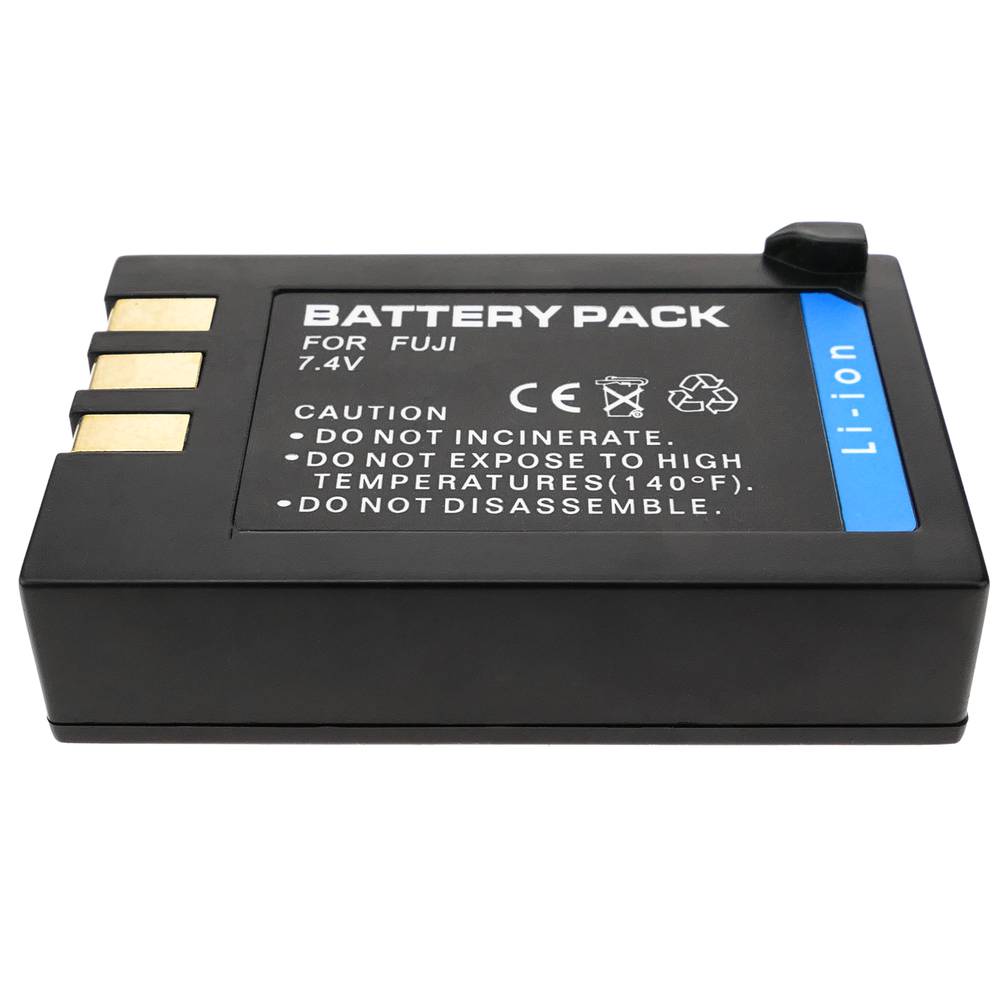 BATTERY PACK
FOR FUJI
7.4V
CE
CAUTION
• DO NOT INCINERATE.
• DO NOT EXPOSE TO HIGH
TEMPERATURES(140°F).
• DO NOT DISASSEMBLE.
Li-ion